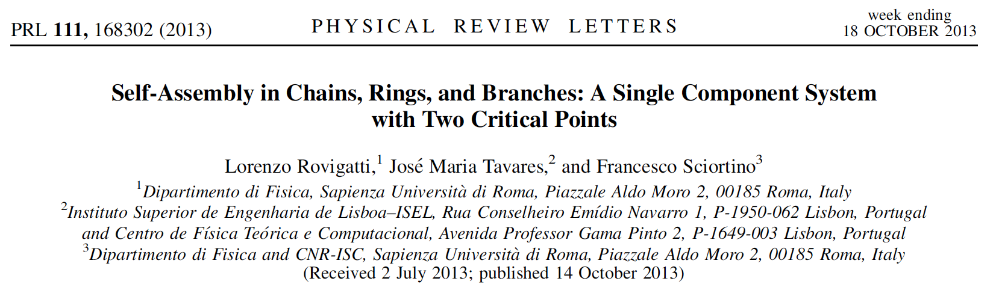 PRL 111, 168302 (2013)
PHYSICAL REVIEW LETTERS
week ending
18 OCTOBER 2013
Self-Assembly in Chains, Rings, and Branches: A Single Component System
with Two Critical Points
Lorenzo Rovigatti,1 José Maria Tavares,2 and Francesco Sciortino3
1Dipartimento di Fisica, Sapienza Università di Roma, Piazzale Aldo Moro 2, 00185 Roma, Italy
2Instituto Superior de Engenharia de Lisboa–ISEL, Rua Conselheiro Emídio Navarro 1, P-1950-062 Lisbon, Portugal
and Centro de Física Teórica e Computacional, Avenida Professor Gama Pinto 2, P-1649-003 Lisbon, Portugal
3Dipartimento di Fisica and CNR-ISC, Sapienza Università di Roma, Piazzale Aldo Moro 2, 00185 Roma, Italy
(Received 2 July 2013; published 14 October 2013)